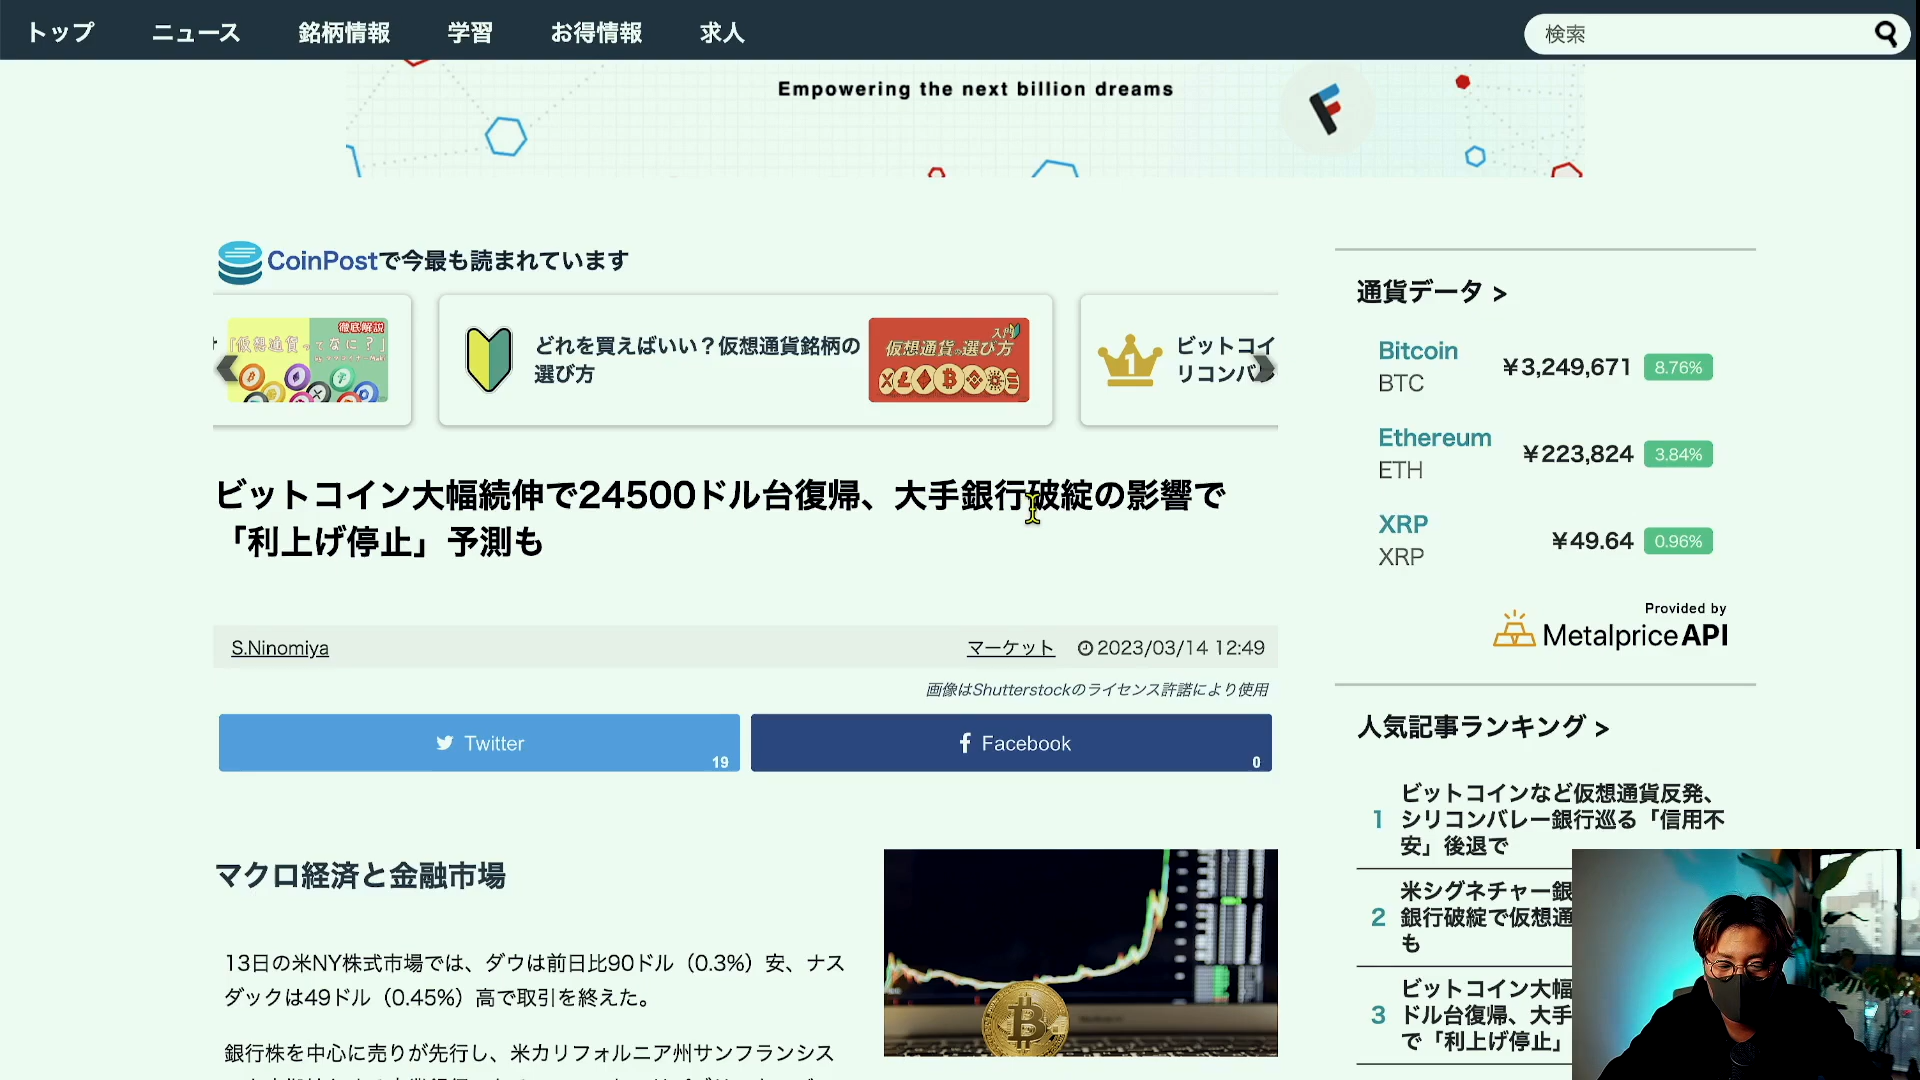 トップ ニュース 銘柄情報 学習 お得情報 求人 検索
Empowering the next billion dreams
CoinPostで今最も読まれています
徹底解説
「仮想通貨ってなに？」
どれを買えばいい？仮想通貨銘柄の
選び方
入門
仮想通貨の選び方
1
ビットコイ
リコンバ
ビットコイン大幅続伸で24500ドル台復帰、大手銀行破綻の影響で
「利上げ停止」予測も
S.Ninomiya マーケット 2023/03/14 12:49
画像はShutterstockのライセンス許諾により使用
Twitter 19
Facebook 0
マクロ経済と金融市場
13日の米NY株式市場では、ダウは前日比90ドル（0.3%）安、ナス
ダックは49ドル（0.45%）高で取引を終えた。
銀行株を中心に売りが先行し、米カリフォルニア州サンフランシス
通貨データ >
Bitcoin
BTC
¥3,249,671 8.76%
Ethereum
ETH
¥223,824 3.84%
XRP
XRP
¥49.64 0.96%
Provided by
MetalpriceAPI
人気記事ランキング >
1
ビットコインなど仮想通貨反発、
シリコンバレー銀行巡る「信用不
安」後退で
2
米シグネチャー銀
銀行破綻で仮想通
も
3
ビットコイン大幅
ドル台復帰、大手
で「利上げ停止」